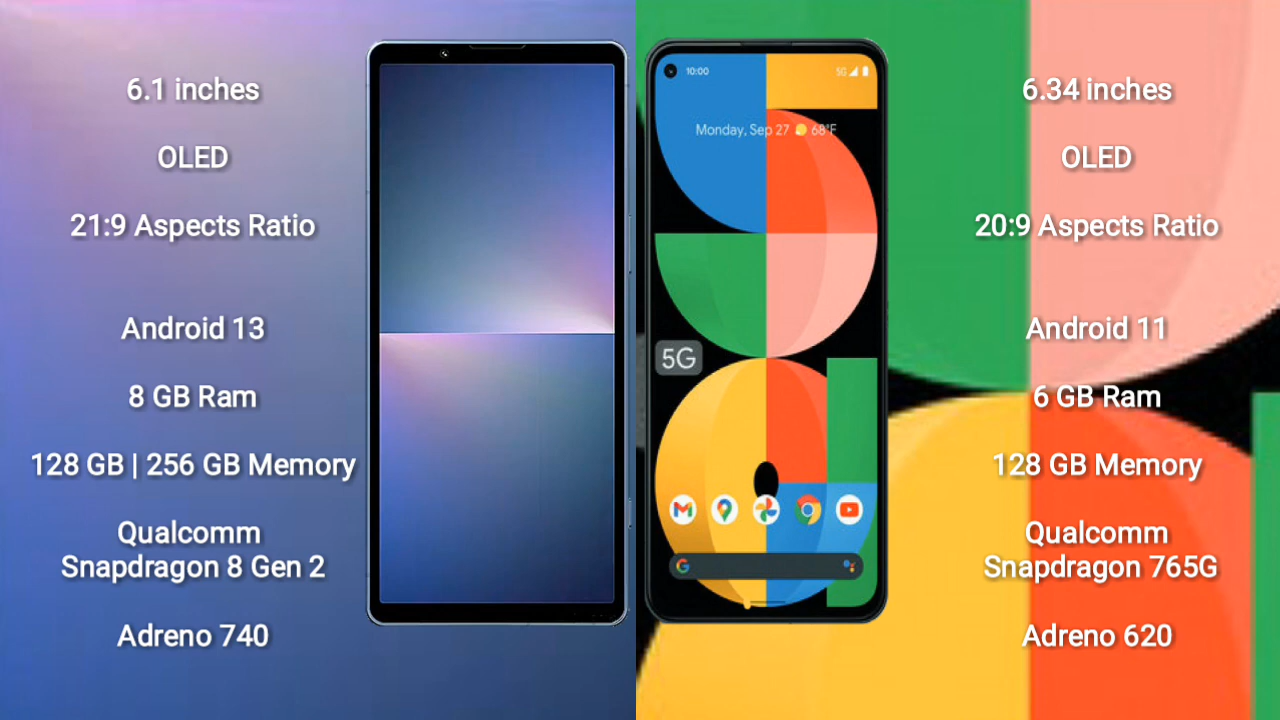 6.1 inches
OLED
21:9 Aspects Ratio
Android 13
8 GB Ram
128 GB | 256 GB Memory
Qualcomm
Snapdragon 8 Gen 2
Adreno 740
10:00
5G
Monday, Sep 27 68°F
5G
6.34 inches
OLED
20:9 Aspects Ratio
Android 11
6 GB Ram
128 GB Memory
Qualcomm
Snapdragon 765G
Adreno 620